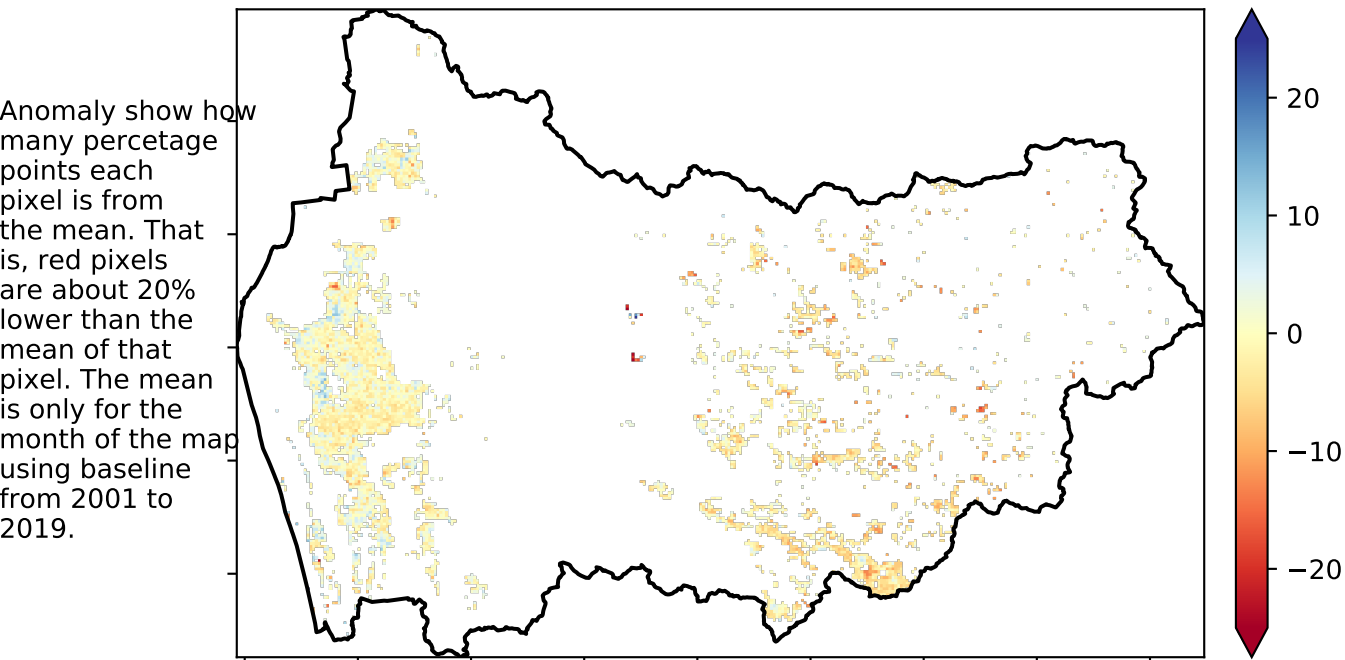 Anomaly show how
many percetage
points each
pixel is from
the mean. That
is, red pixels
are about 20%
lower than the
mean of that
pixel. The mean
is only for the
month of the map
using baseline
from 2001 to
2019.
20
10
0
−10
−20